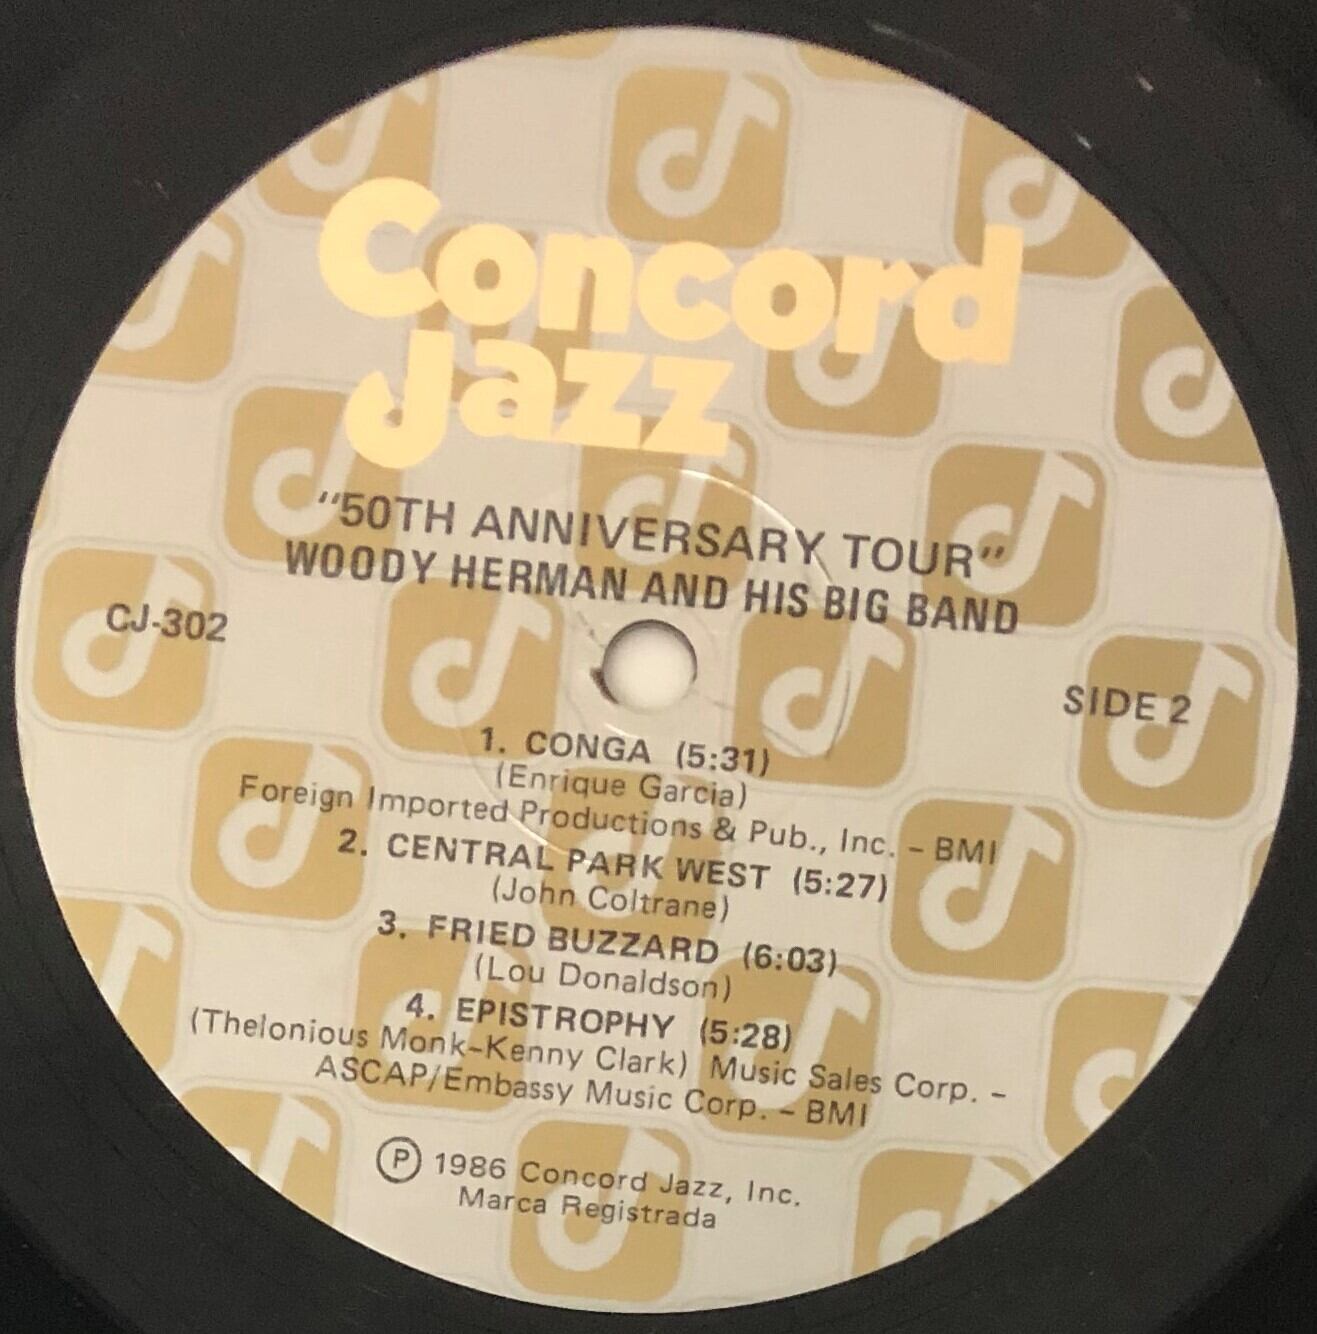 Concord
Jazz
"50TH ANNIVERSARY TOUR"
WOODY HERMAN AND HIS BIG BAND
CJ-302
SIDE 2
1. CONGA (5:31)
(Enrique Garcia)
Foreign Imported Productions & Pub., Inc. – BMI
2. CENTRAL PARK WEST (5:27)
(John Coltrane)
3. FRIED BUZZARD (6:03)
(Lou Donaldson)
4. EPISTROPHY (5:28)
(Thelonious Monk–Kenny Clark) Music Sales Corp. –
ASCAP/Embassy Music Corp. – BMI
Ⓟ 1986 Concord Jazz, Inc.
Marca Registrada